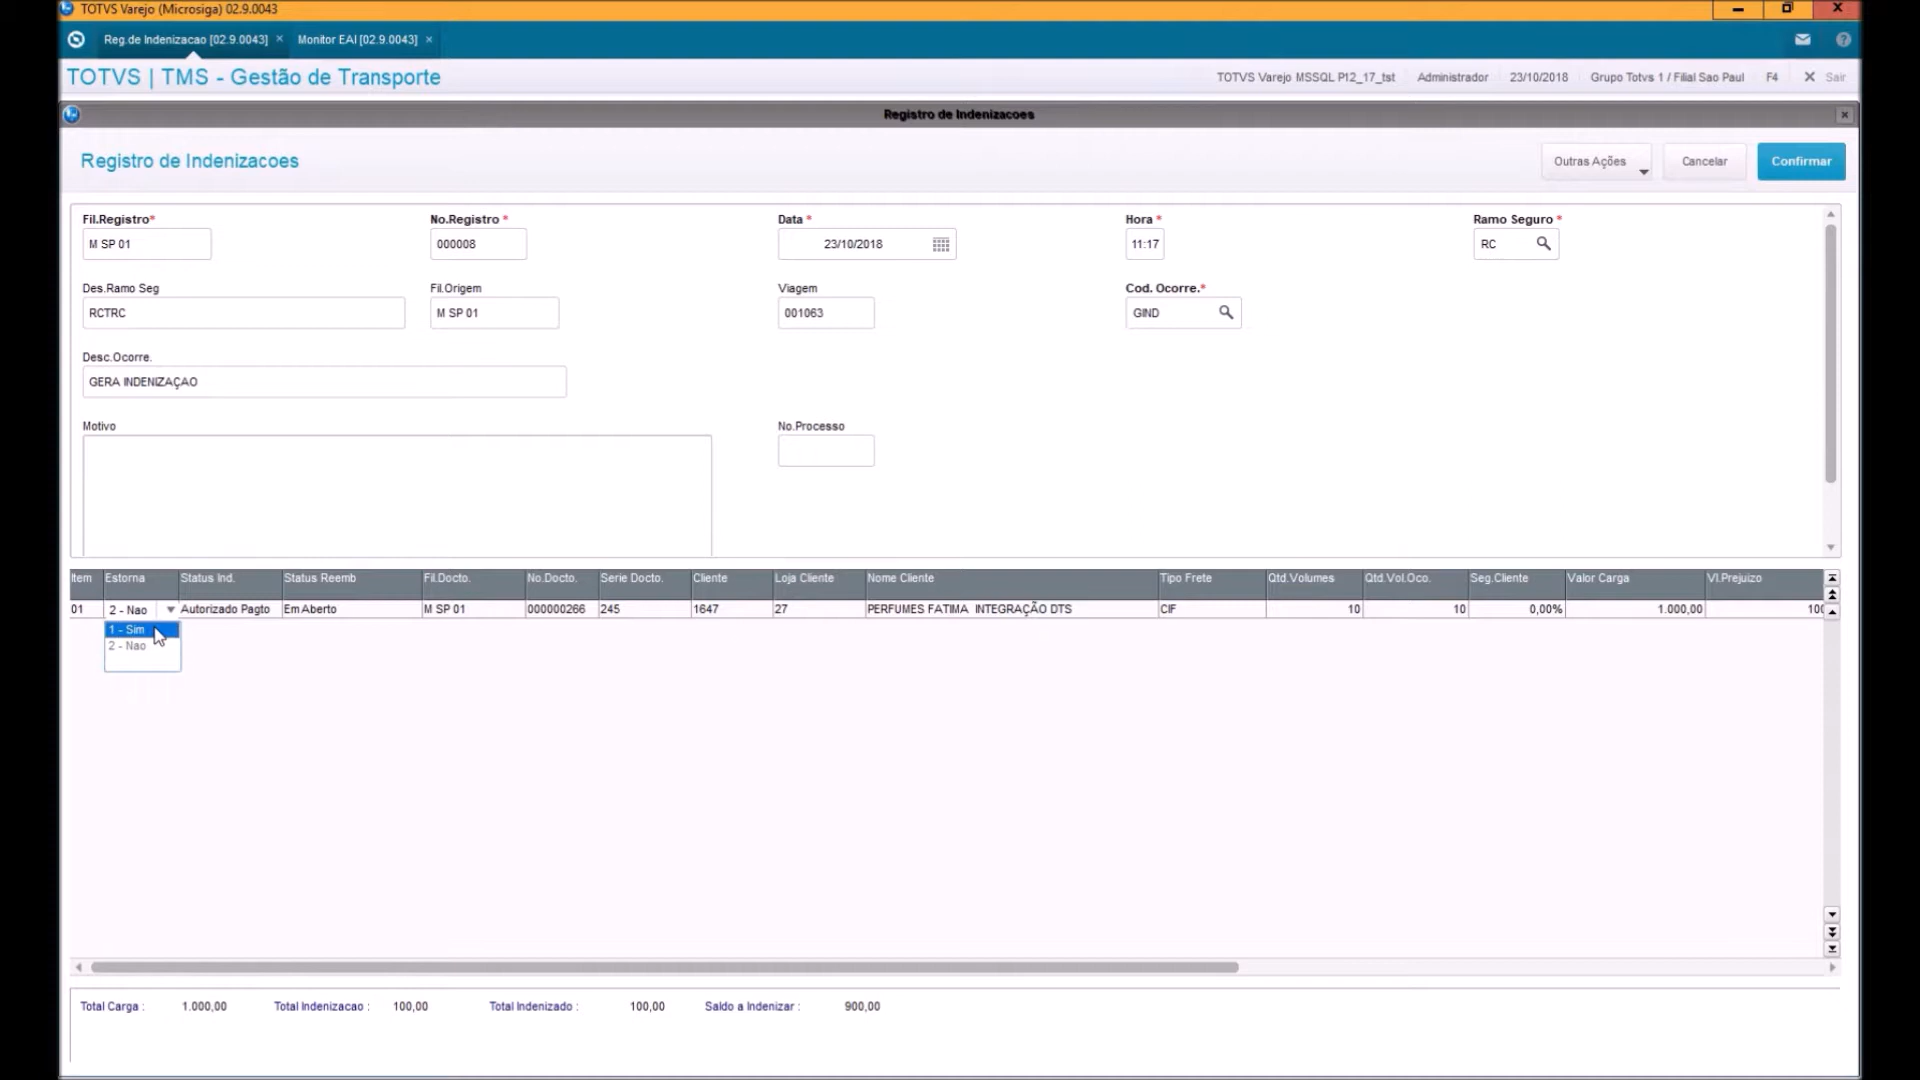 TOTVS Varejo (Microsiga) 02.9.0043
Reg.de Indenizacao [02.9.0043] × Monitor EAI [02.9.0043] ×
TOTVS | TMS - Gestão de Transporte
TOTVS Varejo MSSQL P12_17_tst Administrador 23/10/2018 Grupo Totvs 1 / Filial Sao Paul F4 X Sair
Registro de Indenizacoes
Registro de Indenizacoes
Outras Ações Cancelar Confirmar
Fil.Registro* No.Registro * Data * Hora * Ramo Seguro *
M SP 01 000008 23/10/2018 11:17 RC
Des.Ramo Seg Fil.Origem Viagem Cod. Ocorre.*
RCTRC M SP 01 001063 GIND
Desc.Ocorre.
GERA INDENIZAÇAO
Motivo No.Processo
Item Estorna Status Ind. Status Reemb Fil.Docto. No.Docto. Serie Docto. Cliente Loja Cliente Nome Cliente Tipo Frete Qtd.Volumes Qtd.Vol.Oco. Seg.Cliente Valor Carga Vl.Prejuizo
01 2 - Nao Autorizado Pagto Em Aberto M SP 01 000000266 245 1647 27 PERFUMES FATIMA INTEGRAÇÃO DTS CIF 10 10 0,00% 1.000,00 100
1 - Sim
2 - Nao
Total Carga : 1.000,00 Total Indenizacao : 100,00 Total Indenizado : 100,00 Saldo a Indenizar : 900,00